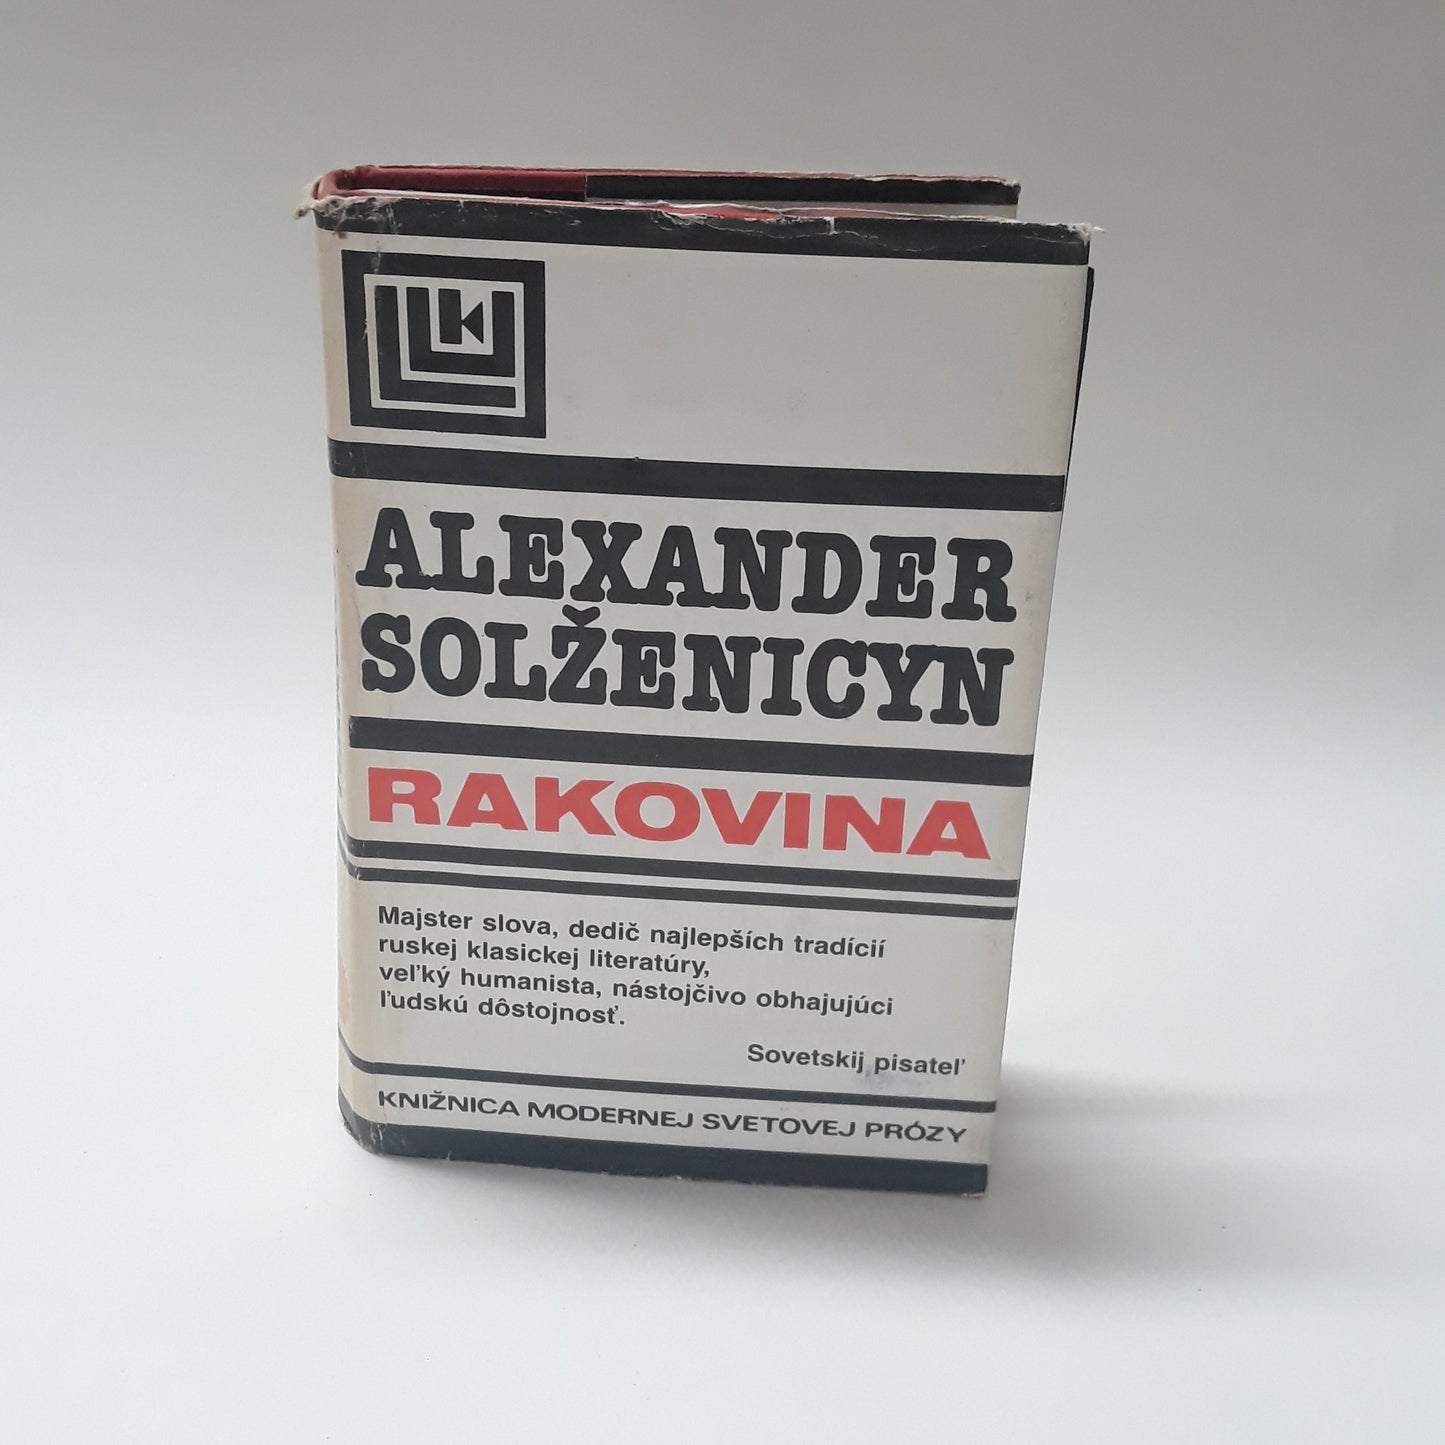 K
ALEXANDER
SOLŽENICYN
RAKOVINA
Majster slova, dedič najlepších tradícií
ruskej klasickej literatúry,
veľký humanista, nástojčivo obhajujúci
ľudskú dôstojnosť.
Sovetskij pisateľ
KNIŽNICA MODERNEJ SVETOVEJ PRÓZY